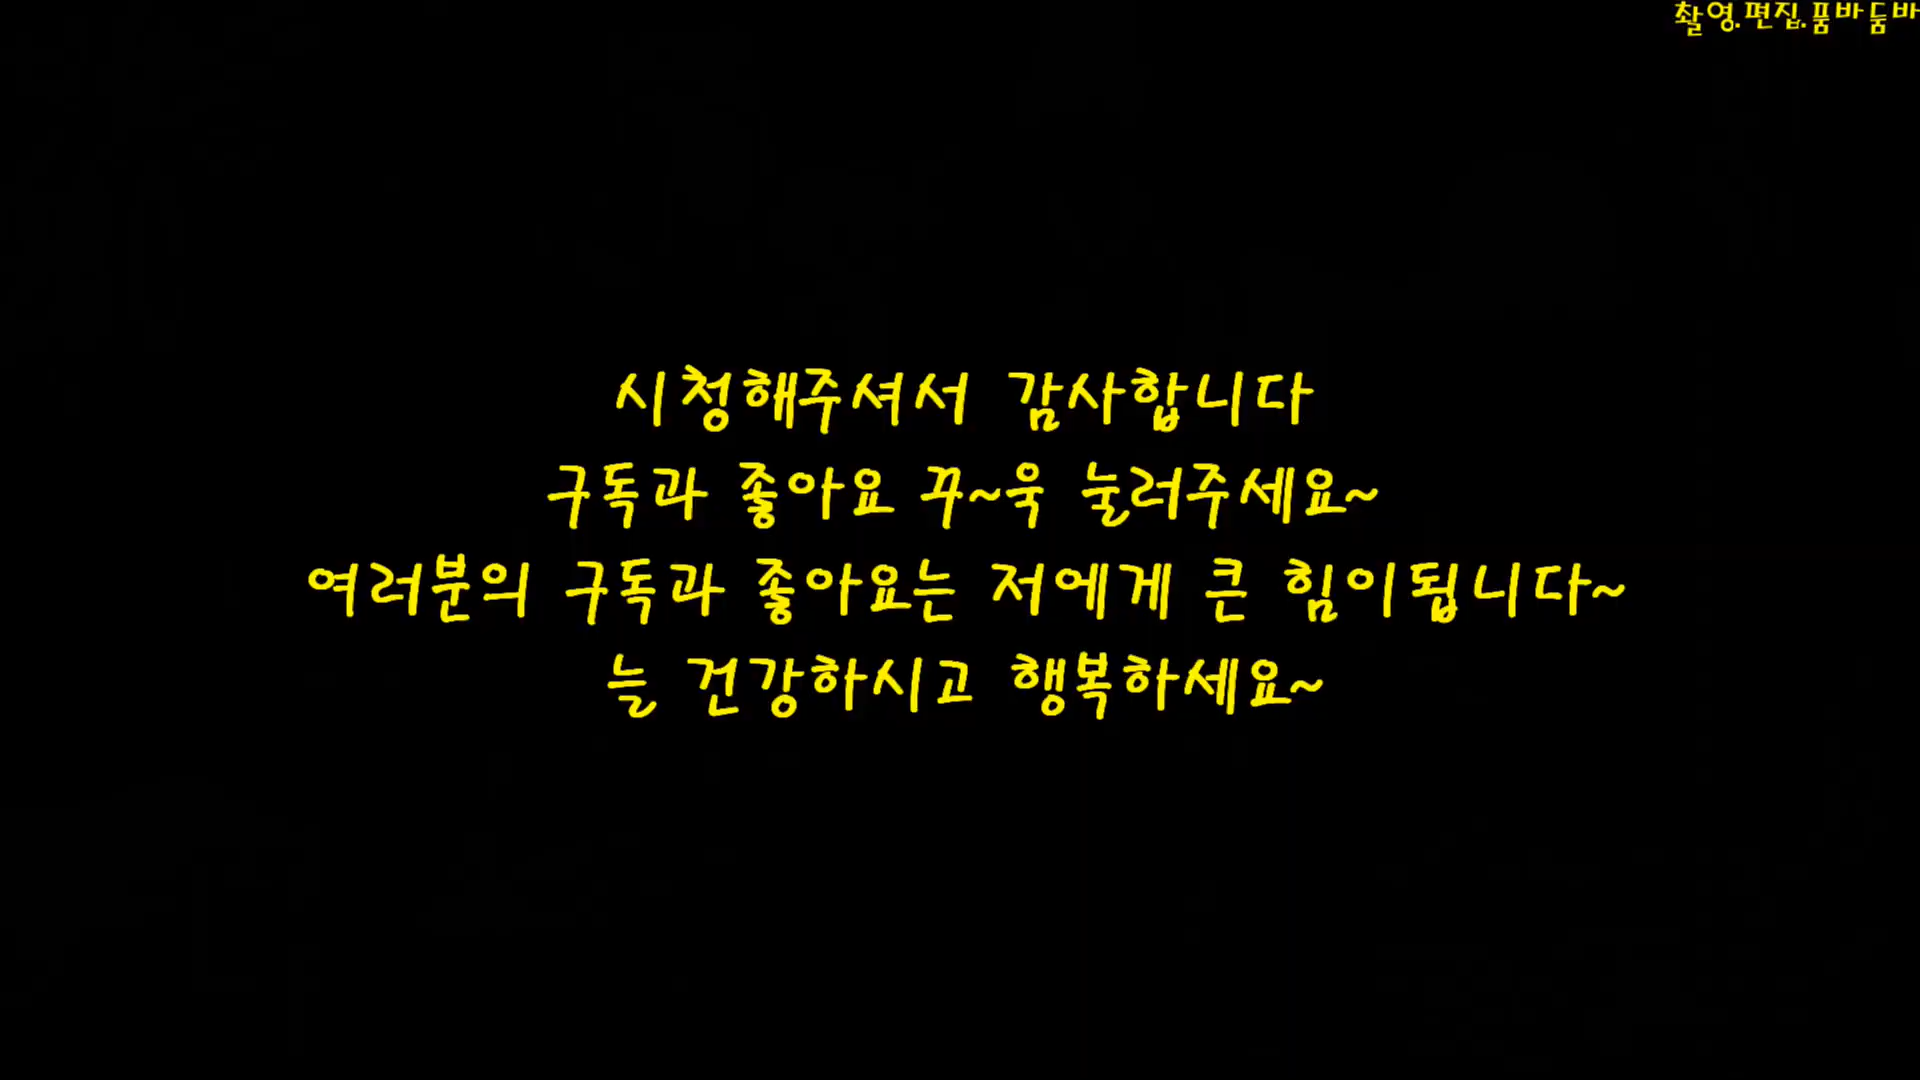 촬영.편집.품바둠바
시청해주셔서 감사합니다
구독과 좋아요 꾸~욱 눌러주세요~
여러분의 구독과 좋아요는 저에게 큰 힘이됩니다~
늘 건강하시고 행복하세요~